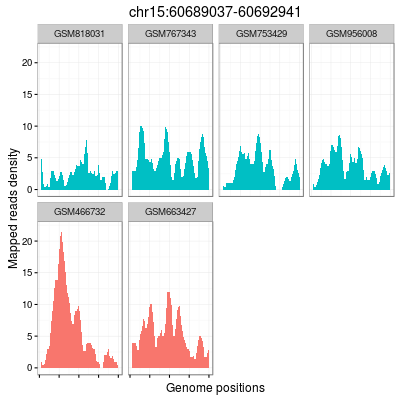 chr15:60689037-60692941
GSM818031 GSM767343 GSM753429 GSM956008
20
15
10
5
0
Mapped reads density
GSM466732 GSM663427
20
15
10
5
0
Genome positions